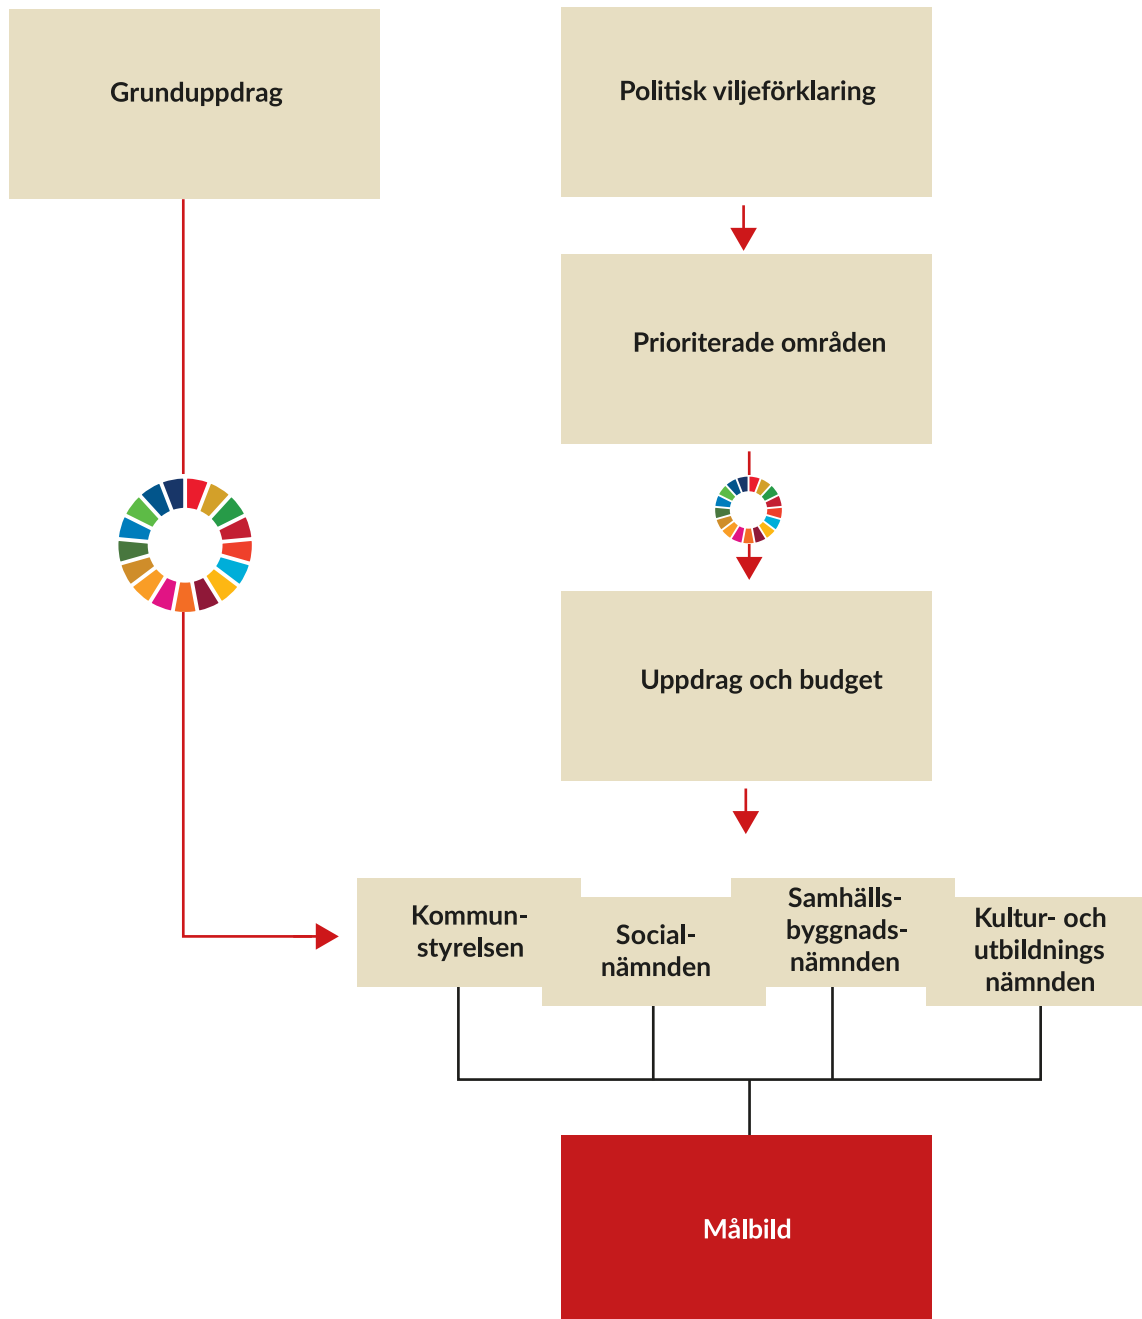 Grunduppdrag
Politisk viljeförklaring
Prioriterade områden
Uppdrag och budget
Kommun-
styrelsen
Social-
nämnden
Samhälls-
byggnads-
nämnden
Kultur- och
utbildnings
nämnden
Målbild